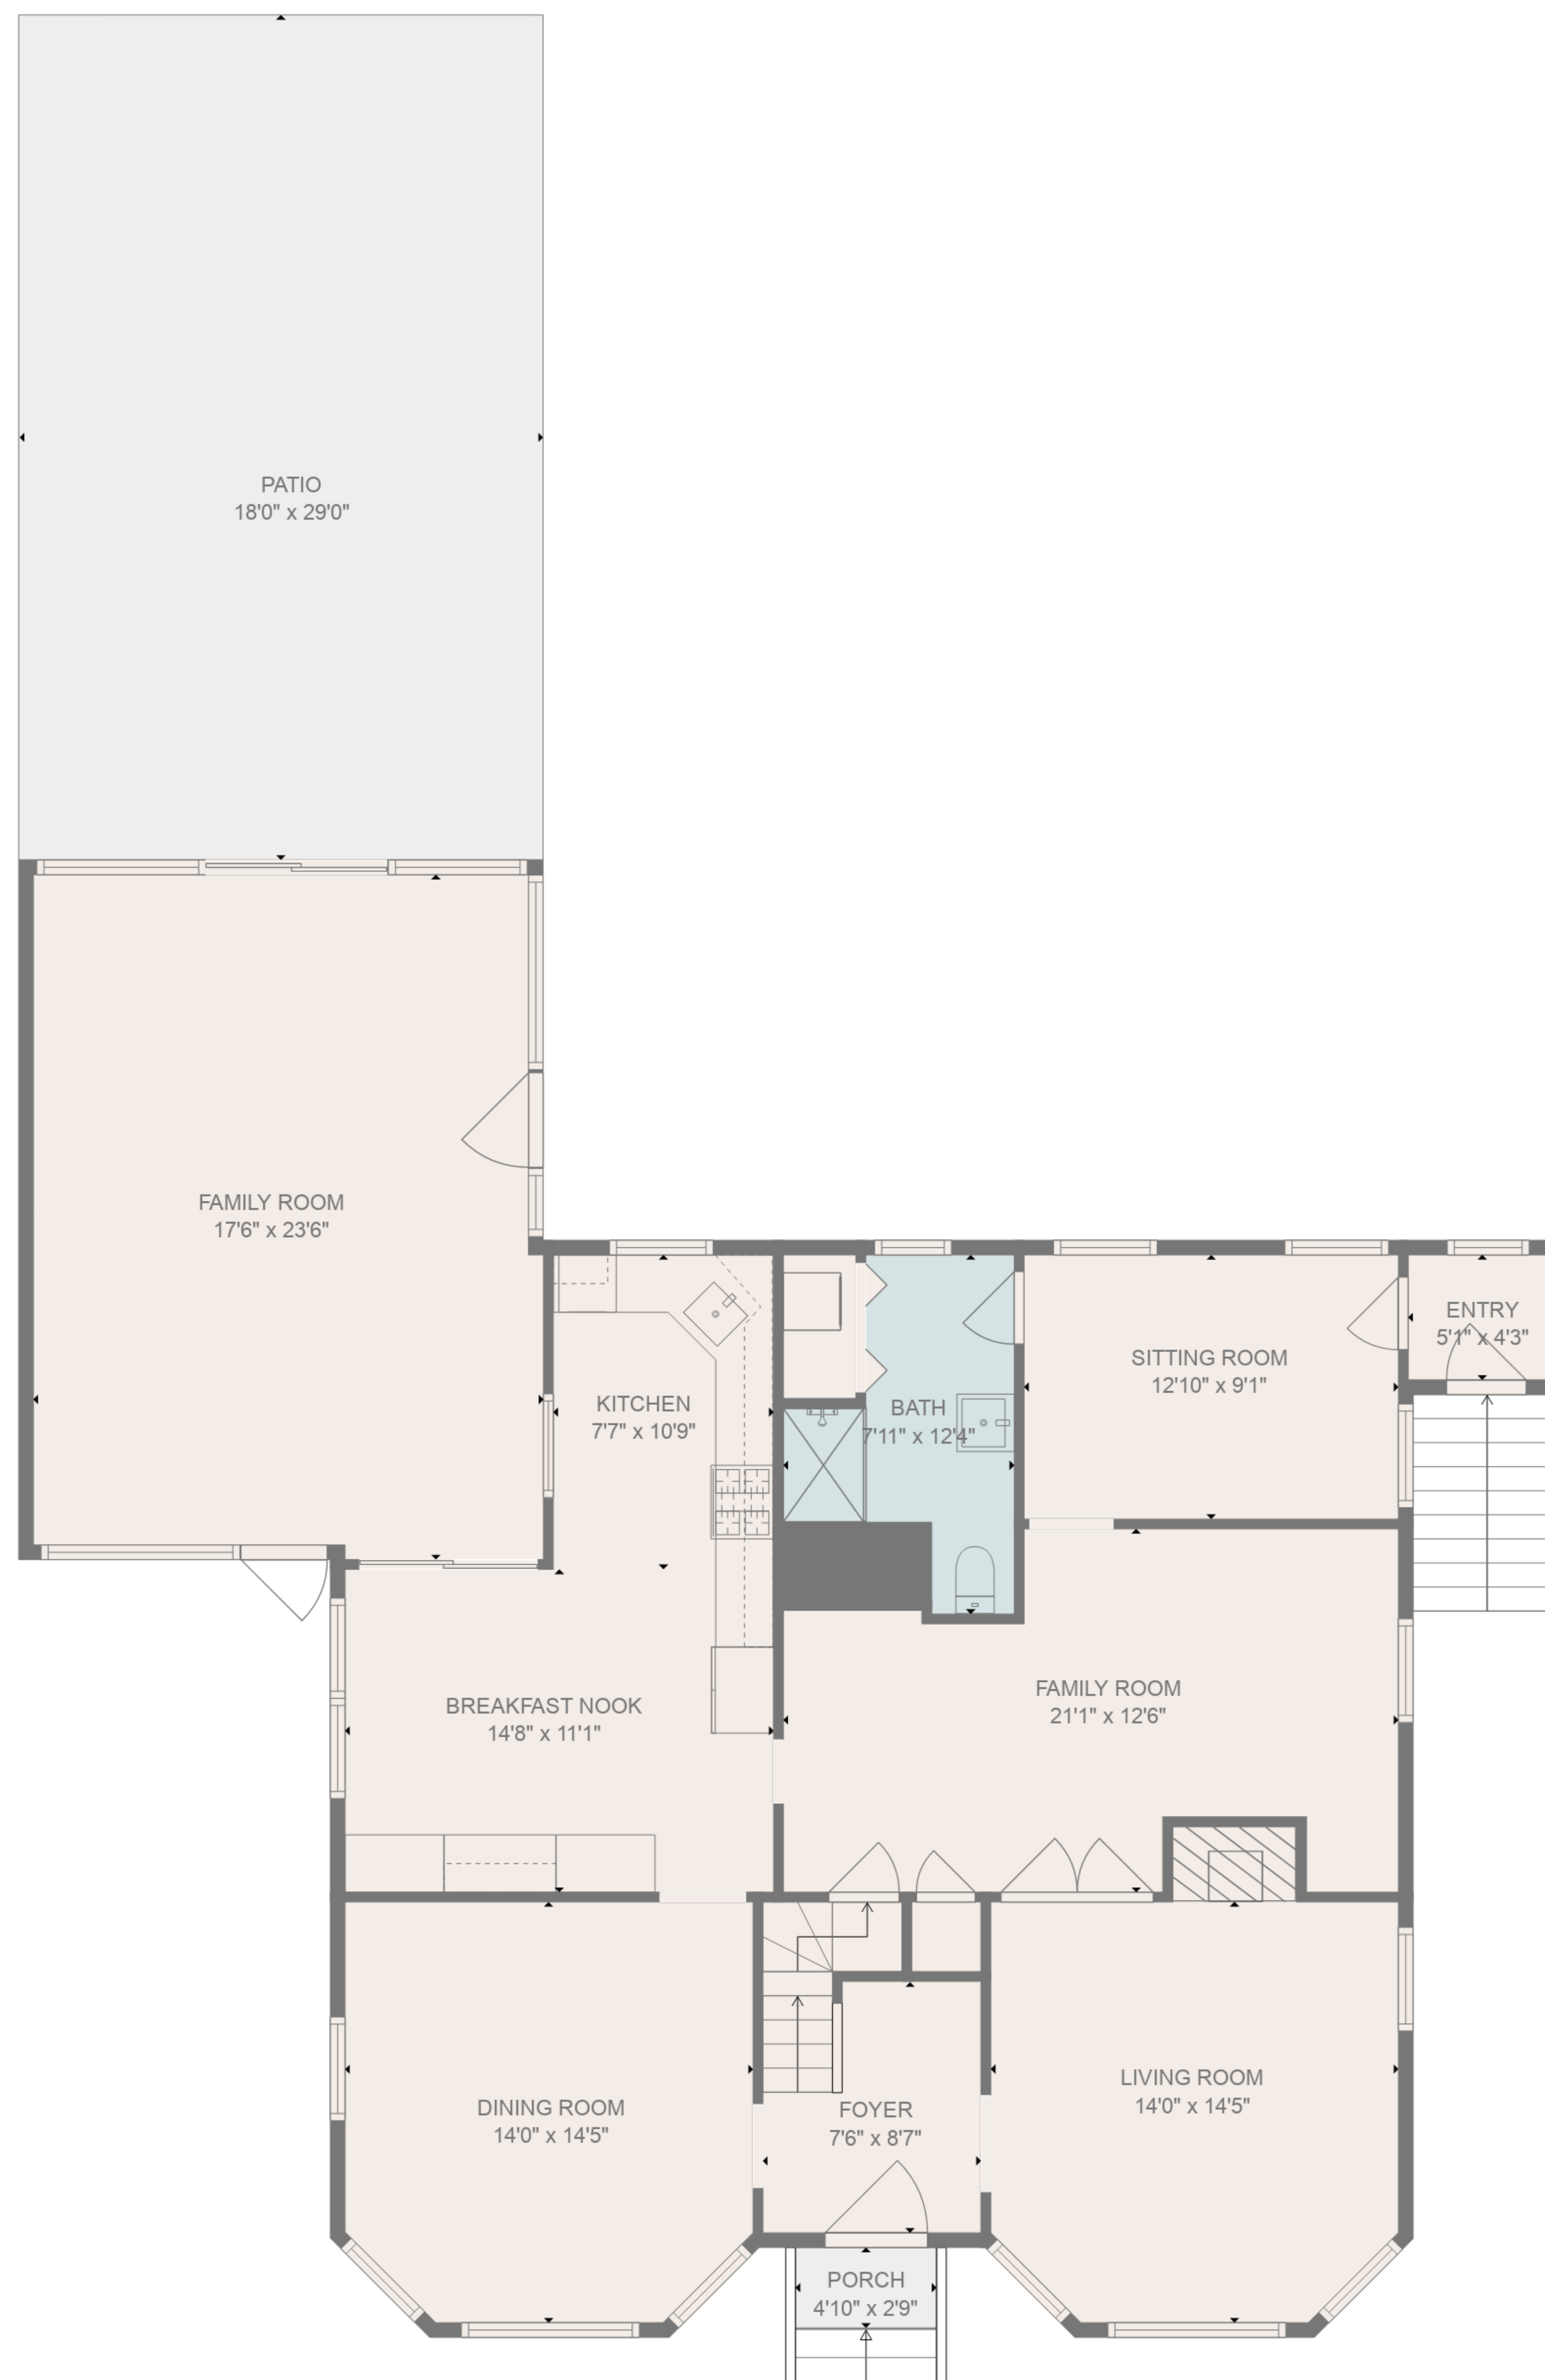 PATIO
18'0" x 29'0"
FAMILY ROOM
17'6" x 23'6"
KITCHEN
7'7" x 10'9"
BATH
7'11" x 12'4"
SITTING ROOM
12'10" x 9'1"
ENTRY
5'1" x 4'3"
BREAKFAST NOOK
14'8" x 11'1"
FAMILY ROOM
21'1" x 12'6"
DINING ROOM
14'0" x 14'5"
FOYER
7'6" x 8'7"
LIVING ROOM
14'0" x 14'5"
PORCH
4'10" x 2'9"